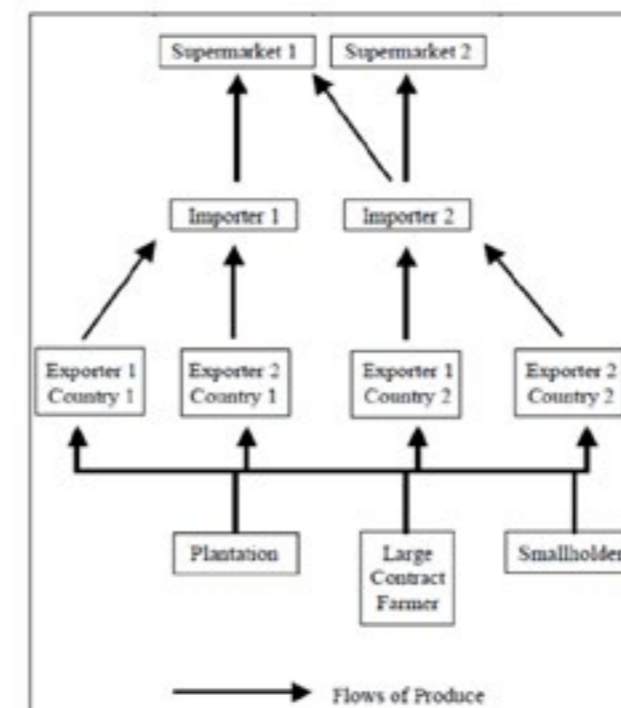 Supermarket 1
Supermarket 2
Importer 1
Importer 2
Exporter 1
Country 1
Exporter 2
Country 1
Exporter 1
Country 2
Exporter 2
Country 2
Plantation
Large
Contract
Farmer
Smallholder
Flows of Produce